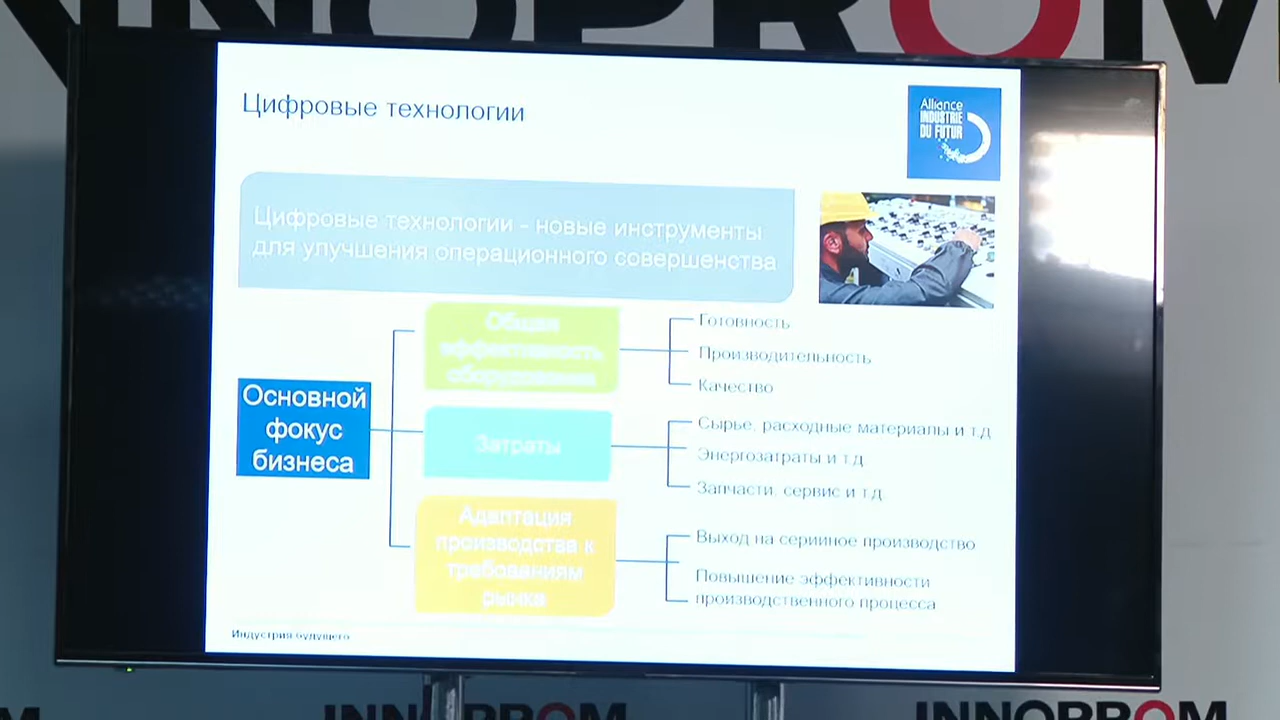 INNOPROM
Цифровые технологии
Alliance
INDUSTRIE
DU FUTUR
Цифровые технологии - новые инструменты
для улучшения операционного совершенства
Общая
эффективность
оборудования
Готовность
Производительность
Качество
Основной
фокус
бизнеса
Затраты
Сырье, расходные материалы и т.д
Энергозатраты и т.д
Запчасти, сервис и т.д
Адаптация
производства к
требованиям
рынка
Выход на серийное производство
Повышение эффективности
производственного процесса
Индустрия будущего
INNOPROM
INNOPROM